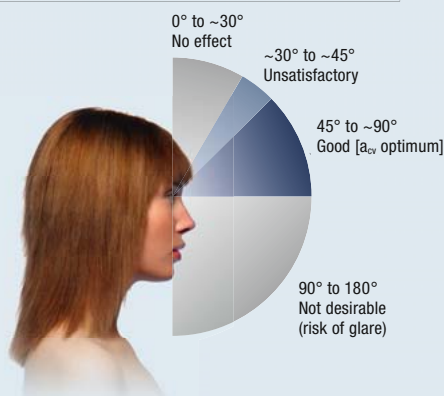 0° to ~30°
No effect
~30° to ~45°
Unsatisfactory
45° to ~90°
Good [acv optimum]
90° to 180°
Not desirable
(risk of glare)